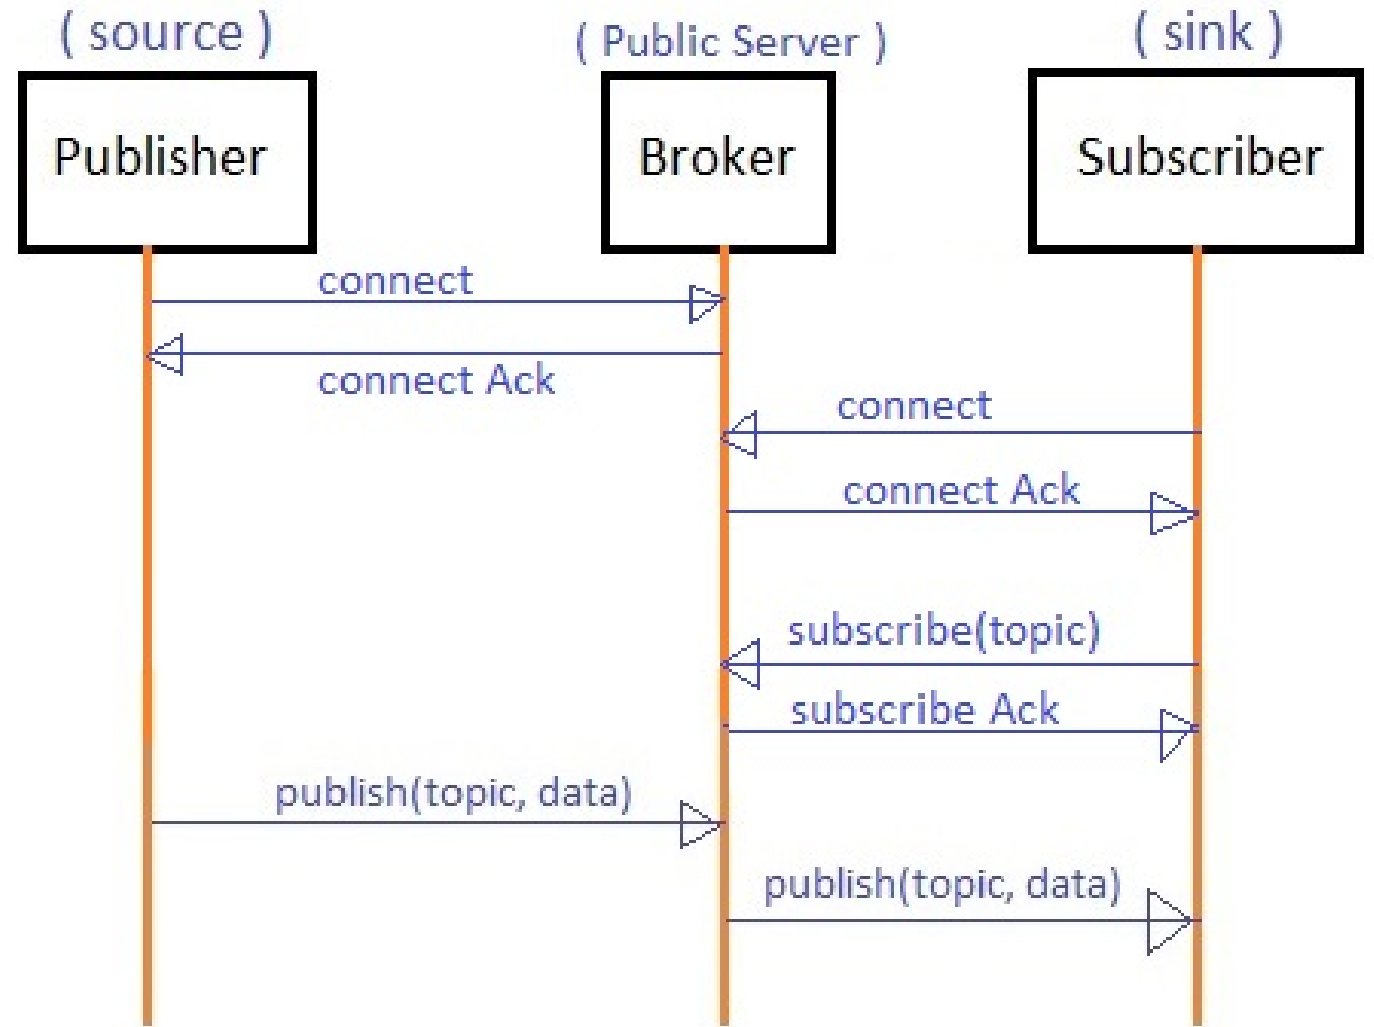 ( source )
( Public Server )
( sink )
Publisher
Broker
Subscriber
connect
connect Ack
connect
connect Ack
subscribe(topic)
subscribe Ack
publish(topic, data)
publish(topic, data)